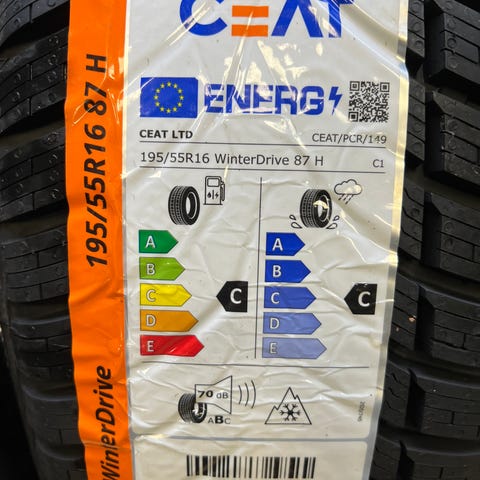 CEAT
ENERG
CEAT LTD
CEAT/PCR/149
195/55R16 WinterDrive 87 H
C1
A
B
C
D
E
C
A
B
C
D
E
C
70 dB
ABC
195/55R16 87 H
WinterDrive